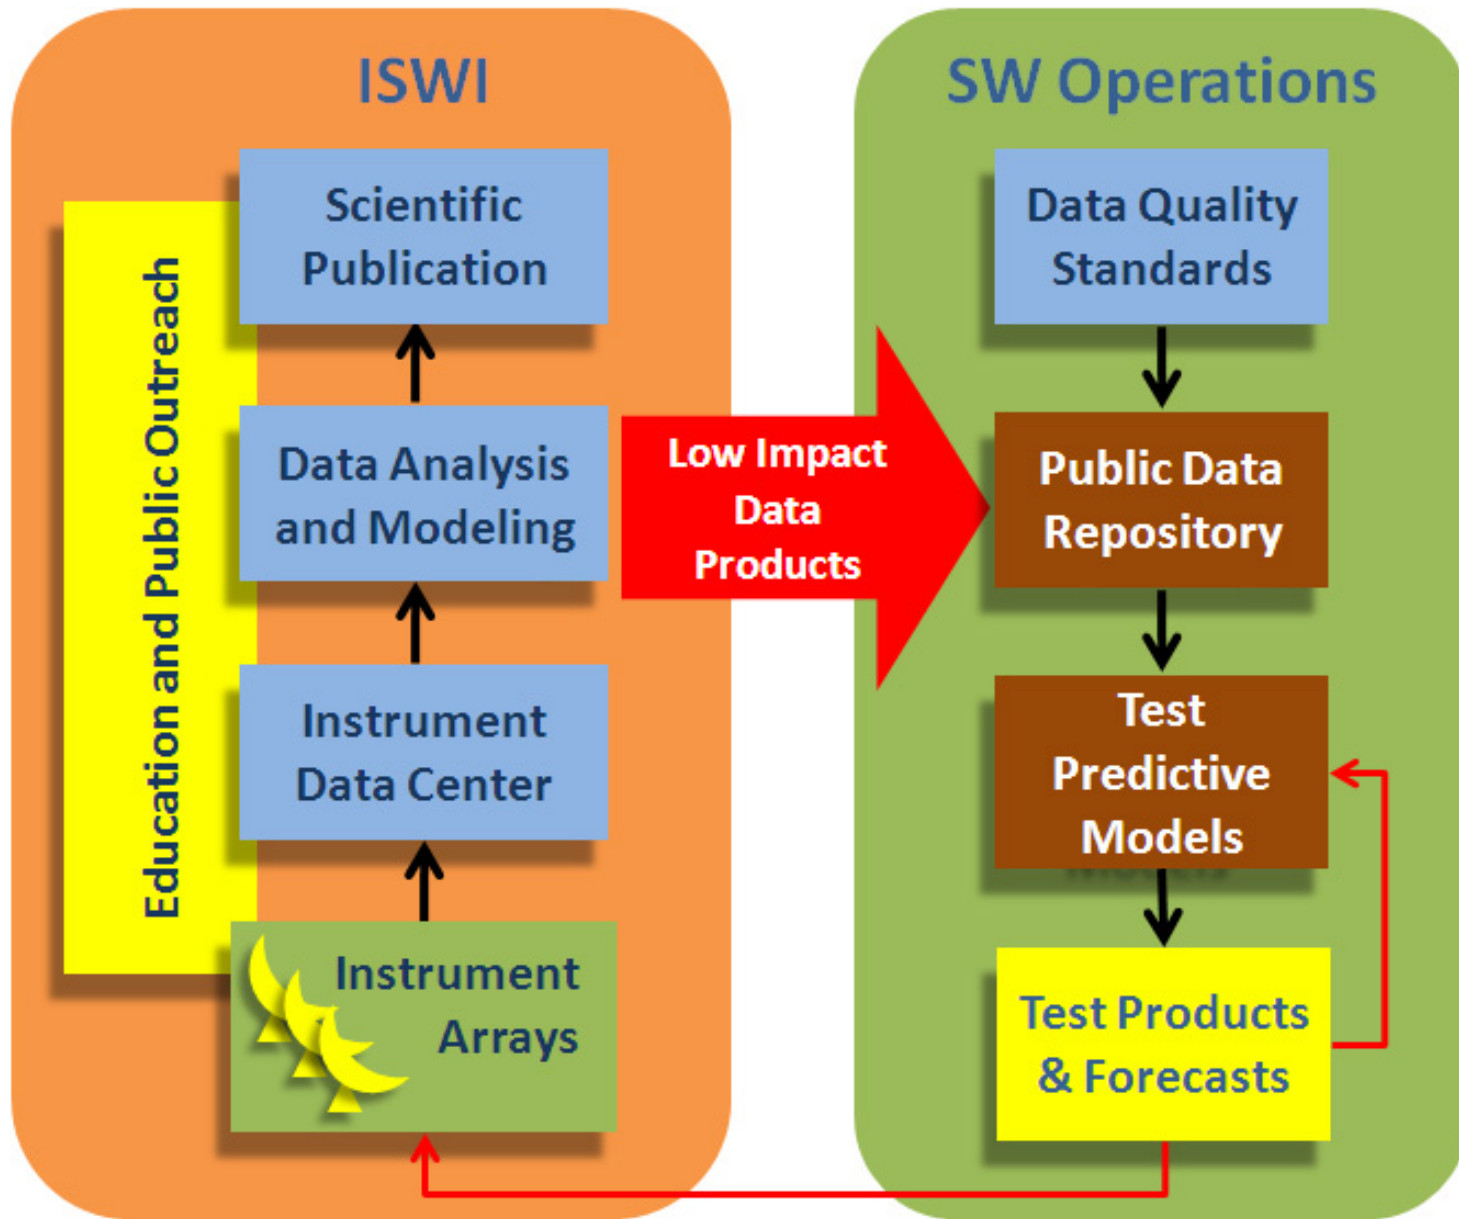 ISWI
Scientific
Publication
Data Analysis
and Modeling
Instrument
Data Center
Instrument
Arrays
Education and Public Outreach
Low Impact
Data
Products
SW Operations
Data Quality
Standards
Public Data
Repository
Test
Predictive
Models
Test Products
& Forecasts